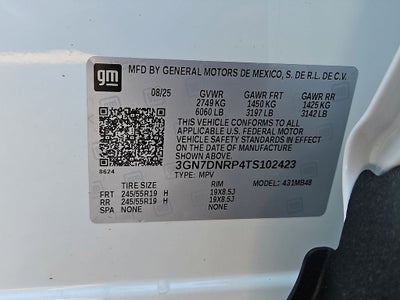 gm
MFD BY GENERAL MOTORS DE MEXICO, S. DE R.L. DE C.V.
08/25 GVWR GAWR FRT GAWR RR
2749 KG 1450 KG 1425 KG
6060 LB 3197 LB 3142 LB
THIS VEHICLE CONFORMS TO ALL
APPLICABLE U.S. FEDERAL MOTOR
VEHICLE SAFETY STANDARDS IN
EFFECT ON THE DATE OF
MANUFACTURE SHOWN ABOVE.
3GN7DNRP4TS102423
8624 TYPE: MPV
TIRE SIZE RIM MODEL: 431MB48
FRT 245/55R19 H 19X8.5J
RR 245/55R19 H 19X8.5J
SPA NONE NONE